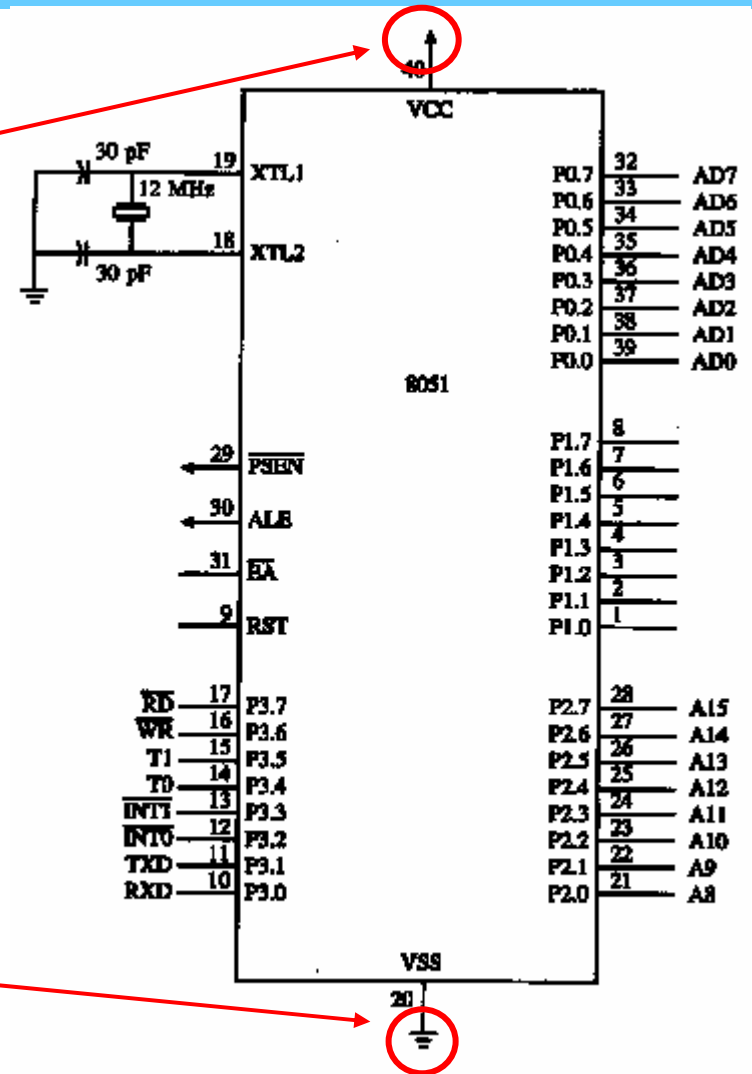 40
VCC
30 pF
19 XTL1
12 MHz
18 XTL2
30 pF
P0.7 32 AD7
P0.6 33 AD6
P0.5 34 AD5
P0.4 35 AD4
P0.3 36 AD3
P0.2 37 AD2
P0.1 38 AD1
P0.0 39 AD0
8051
29 PSEN
30 ALE
31 EA
9 RST
P1.7 8
P1.6 7
P1.5 6
P1.4 5
P1.3 4
P1.2 3
P1.1 2
P1.0 1
RD 17 P3.7
WR 16 P3.6
T1 15 P3.5
T0 14 P3.4
INT1 13 P3.3
INT0 12 P3.2
TXD 11 P3.1
RXD 10 P3.0
P2.7 28 A15
P2.6 27 A14
P2.5 26 A13
P2.4 25 A12
P2.3 24 A11
P2.2 23 A10
P2.1 22 A9
P2.0 21 A8
VSS
20